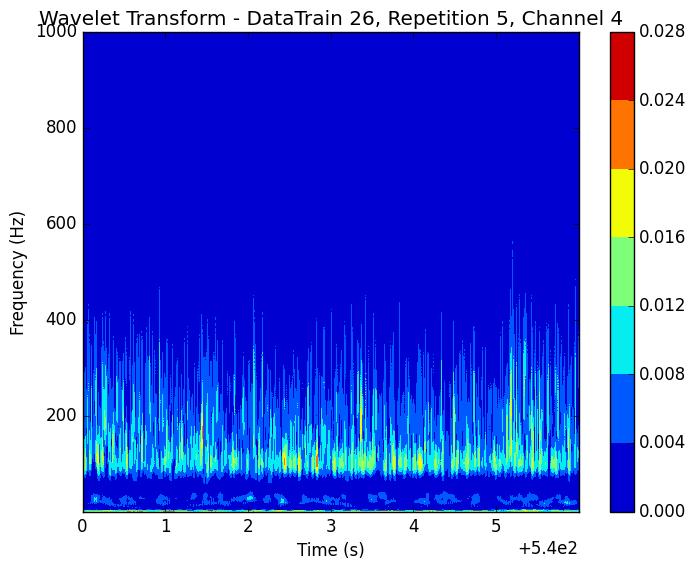 Wavelet Transform - DataTrain 26, Repetition 5, Channel 4
1000
800
600
400
200
Frequency (Hz)
0 1 2 3 4 5
Time (s)
+5.4e2
0.028
0.024
0.020
0.016
0.012
0.008
0.004
0.000